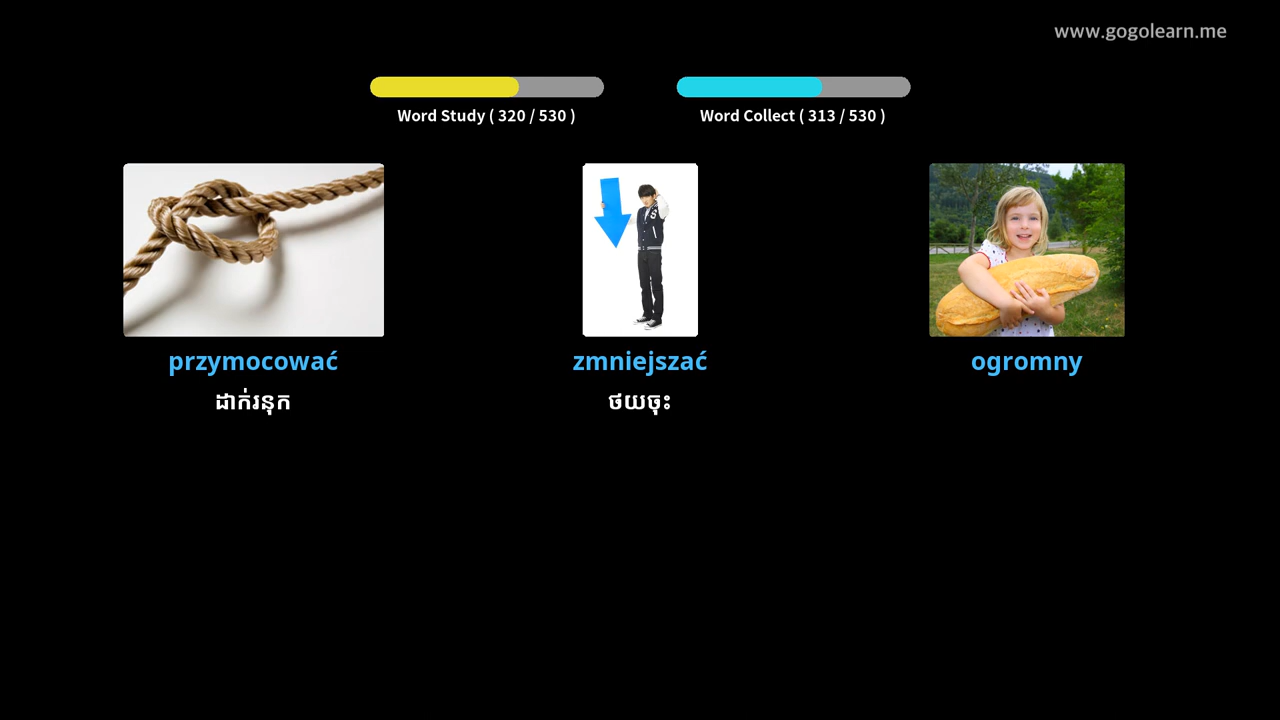 www.gogolearn.me
Word Study ( 320 / 530 )
Word Collect ( 313 / 530 )
przymocować
zmniejszać
ogromny
ដាក់រនុក
ថយចុះ
S